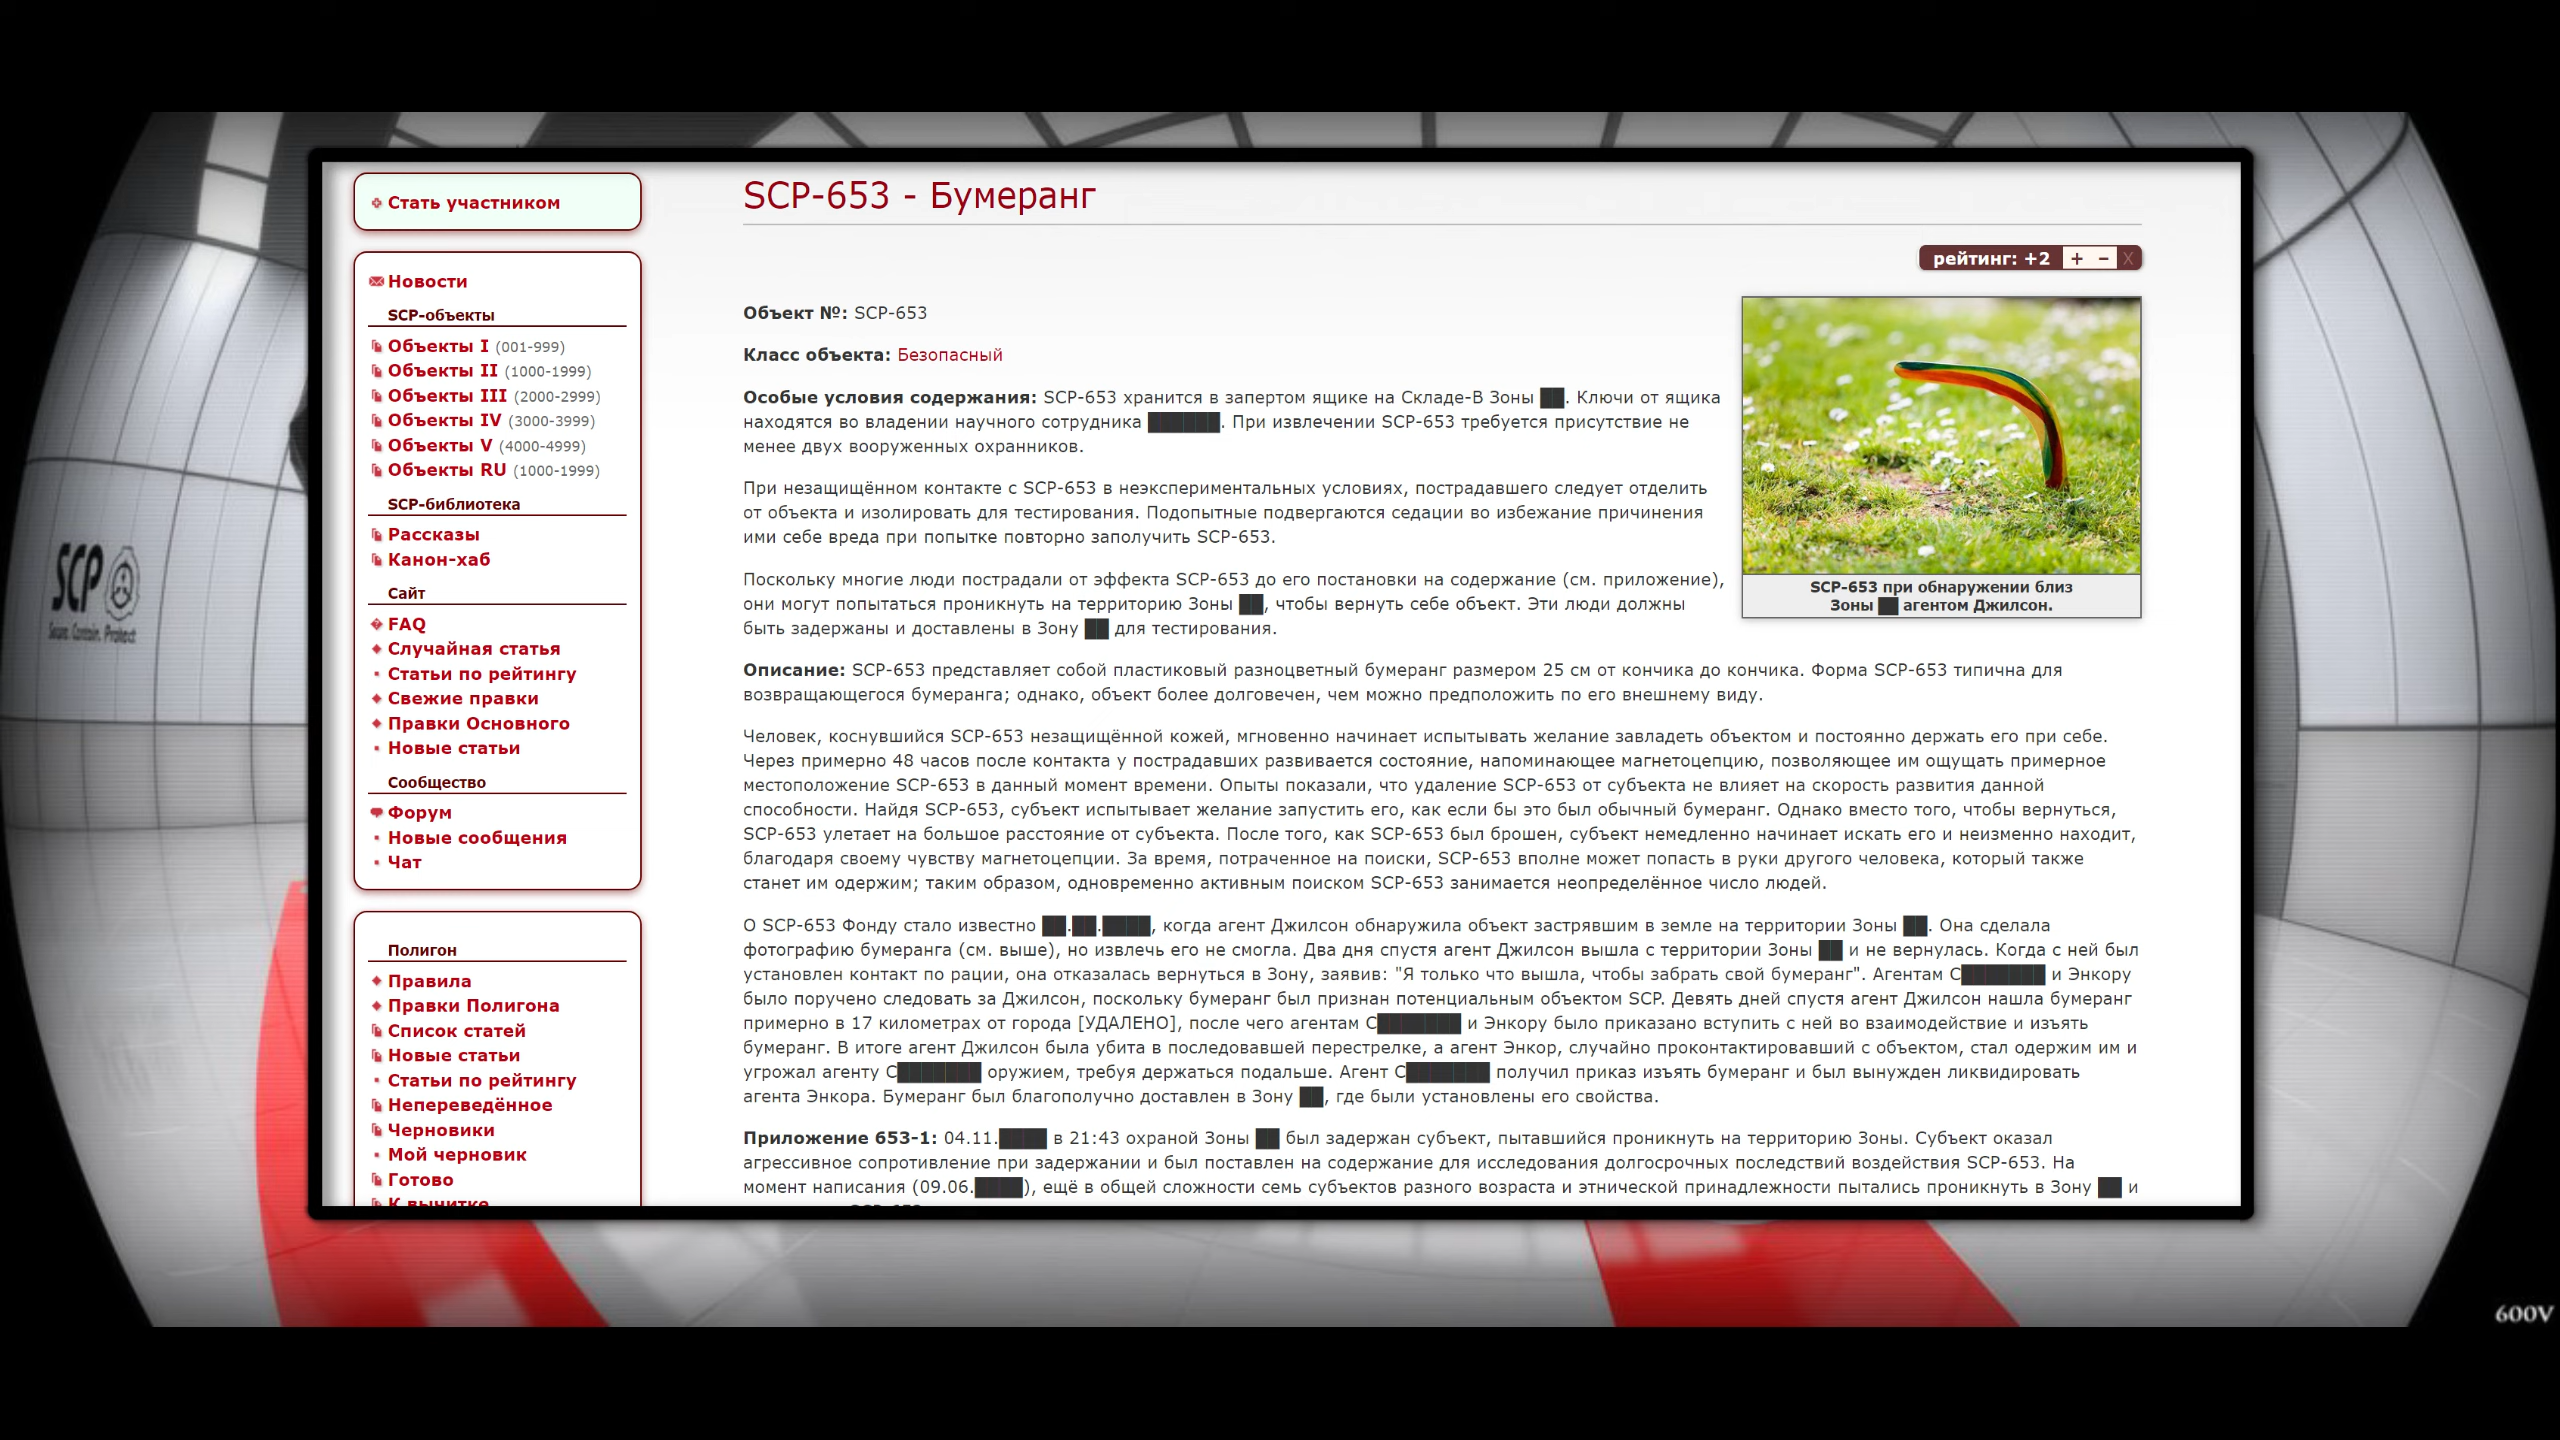 Стать участником
Новости
SCP-объекты
Объекты I (001-999)
Объекты II (1000-1999)
Объекты III (2000-2999)
Объекты IV (3000-3999)
Объекты V (4000-4999)
Объекты RU (1000-1999)
SCP-библиотека
Рассказы
Канон-хаб
Сайт
FAQ
Случайная статья
Статьи по рейтингу
Свежие правки
Правки Основного
Новые статьи
Сообщество
Форум
Новые сообщения
Чат
Полигон
Правила
Правки Полигона
Список статей
Новые статьи
Статьи по рейтингу
Непереведённое
Черновики
Мой черновик
Готово
К вычитке
SCP-653 - Бумеранг
рейтинг: +2 + − X
Объект №: SCP-653
Класс объекта: Безопасный
Особые условия содержания: SCP-653 хранится в запертом ящике на Складе-B Зоны ██. Ключи от ящика
находятся во владении научного сотрудника ██████. При извлечении SCP-653 требуется присутствие не
менее двух вооруженных охранников.
При незащищённом контакте с SCP-653 в неэкспериментальных условиях, пострадавшего следует отделить
от объекта и изолировать для тестирования. Подопытные подвергаются седации во избежание причинения
ими себе вреда при попытке повторно заполучить SCP-653.
Поскольку многие люди пострадали от эффекта SCP-653 до его постановки на содержание (см. приложение),
они могут попытаться проникнуть на территорию Зоны ██, чтобы вернуть себе объект. Эти люди должны
быть задержаны и доставлены в Зону ██ для тестирования.
SCP-653 при обнаружении близ
Зоны ██ агентом Джилсон.
Описание: SCP-653 представляет собой пластиковый разноцветный бумеранг размером 25 см от кончика до кончика. Форма SCP-653 типична для
возвращающегося бумеранга; однако, объект более долговечен, чем можно предположить по его внешнему виду.
Человек, коснувшийся SCP-653 незащищённой кожей, мгновенно начинает испытывать желание завладеть объектом и постоянно держать его при себе.
Через примерно 48 часов после контакта у пострадавших развивается состояние, напоминающее магнетоцепцию, позволяющее им ощущать примерное
местоположение SCP-653 в данный момент времени. Опыты показали, что удаление SCP-653 от субъекта не влияет на скорость развития данной
способности. Найдя SCP-653, субъект испытывает желание запустить его, как если бы это был обычный бумеранг. Однако вместо того, чтобы вернуться,
SCP-653 улетает на большое расстояние от субъекта. После того, как SCP-653 был брошен, субъект немедленно начинает искать его и неизменно находит,
благодаря своему чувству магнетоцепции. За время, потраченное на поиски, SCP-653 вполне может попасть в руки другого человека, который также
станет им одержим; таким образом, одновременно активным поиском SCP-653 занимается неопределённое число людей.
О SCP-653 Фонду стало известно ██.██.████, когда агент Джилсон обнаружила объект застрявшим в земле на территории Зоны ██. Она сделала
фотографию бумеранга (см. выше), но извлечь его не смогла. Два дня спустя агент Джилсон вышла с территории Зоны ██ и не вернулась. Когда с ней был
установлен контакт по рации, она отказалась вернуться в Зону, заявив: "Я только что вышла, чтобы забрать свой бумеранг". Агентам С███████ и Энкору
было поручено следовать за Джилсон, поскольку бумеранг был признан потенциальным объектом SCP. Девять дней спустя агент Джилсон нашла бумеранг
примерно в 17 километрах от города [УДАЛЕНО], после чего агентам С███████ и Энкору было приказано вступить с ней во взаимодействие и изъять
бумеранг. В итоге агент Джилсон была убита в последовавшей перестрелке, а агент Энкор, случайно проконтактировавший с объектом, стал одержим им и
угрожал агенту С███████ оружием, требуя держаться подальше. Агент С███████ получил приказ изъять бумеранг и был вынужден ликвидировать
агента Энкора. Бумеранг был благополучно доставлен в Зону ██, где были установлены его свойства.
Приложение 653-1: 04.11.████ в 21:43 охраной Зоны ██ был задержан субъект, пытавшийся проникнуть на территорию Зоны. Субъект оказал
агрессивное сопротивление при задержании и был поставлен на содержание для исследования долгосрочных последствий воздействия SCP-653. На
момент написания (09.06.████), ещё в общей сложности семь субъектов разного возраста и этнической принадлежности пытались проникнуть в Зону ██ и
SCP
Secure. Contain. Protect
600V